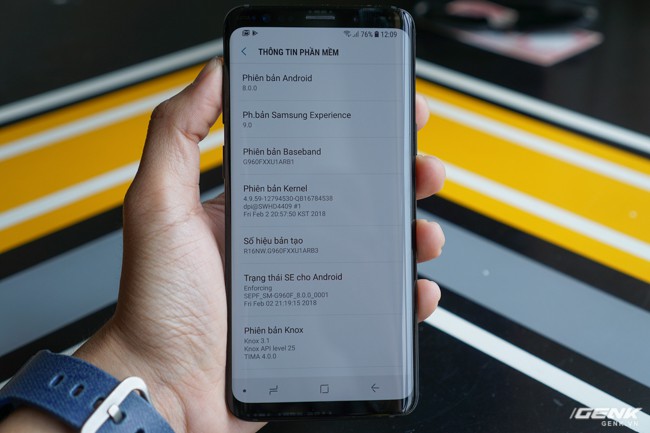 76% 12:09
THÔNG TIN PHẦN MỀM
Phiên bản Android
8.0.0
Ph.bản Samsung Experience
9.0
Phiên bản Baseband
G960FXXU1ARB1
Phiên bản Kernel
4.9.59-12794530-QB16784538
dpi@SWHD4409 #1
Fri Feb 2 20:57:50 KST 2018
Số hiệu bản tạo
R16NW.G960FXXU1ARB3
Trạng thái SE cho Android
Enforcing
SEPF_SM-G960F_8.0.0_0001
Fri Feb 02 21:19:15 2018
Phiên bản Knox
Knox 3.1
Knox API level 25
TIMA 4.0.0
GENK
GENK.VN